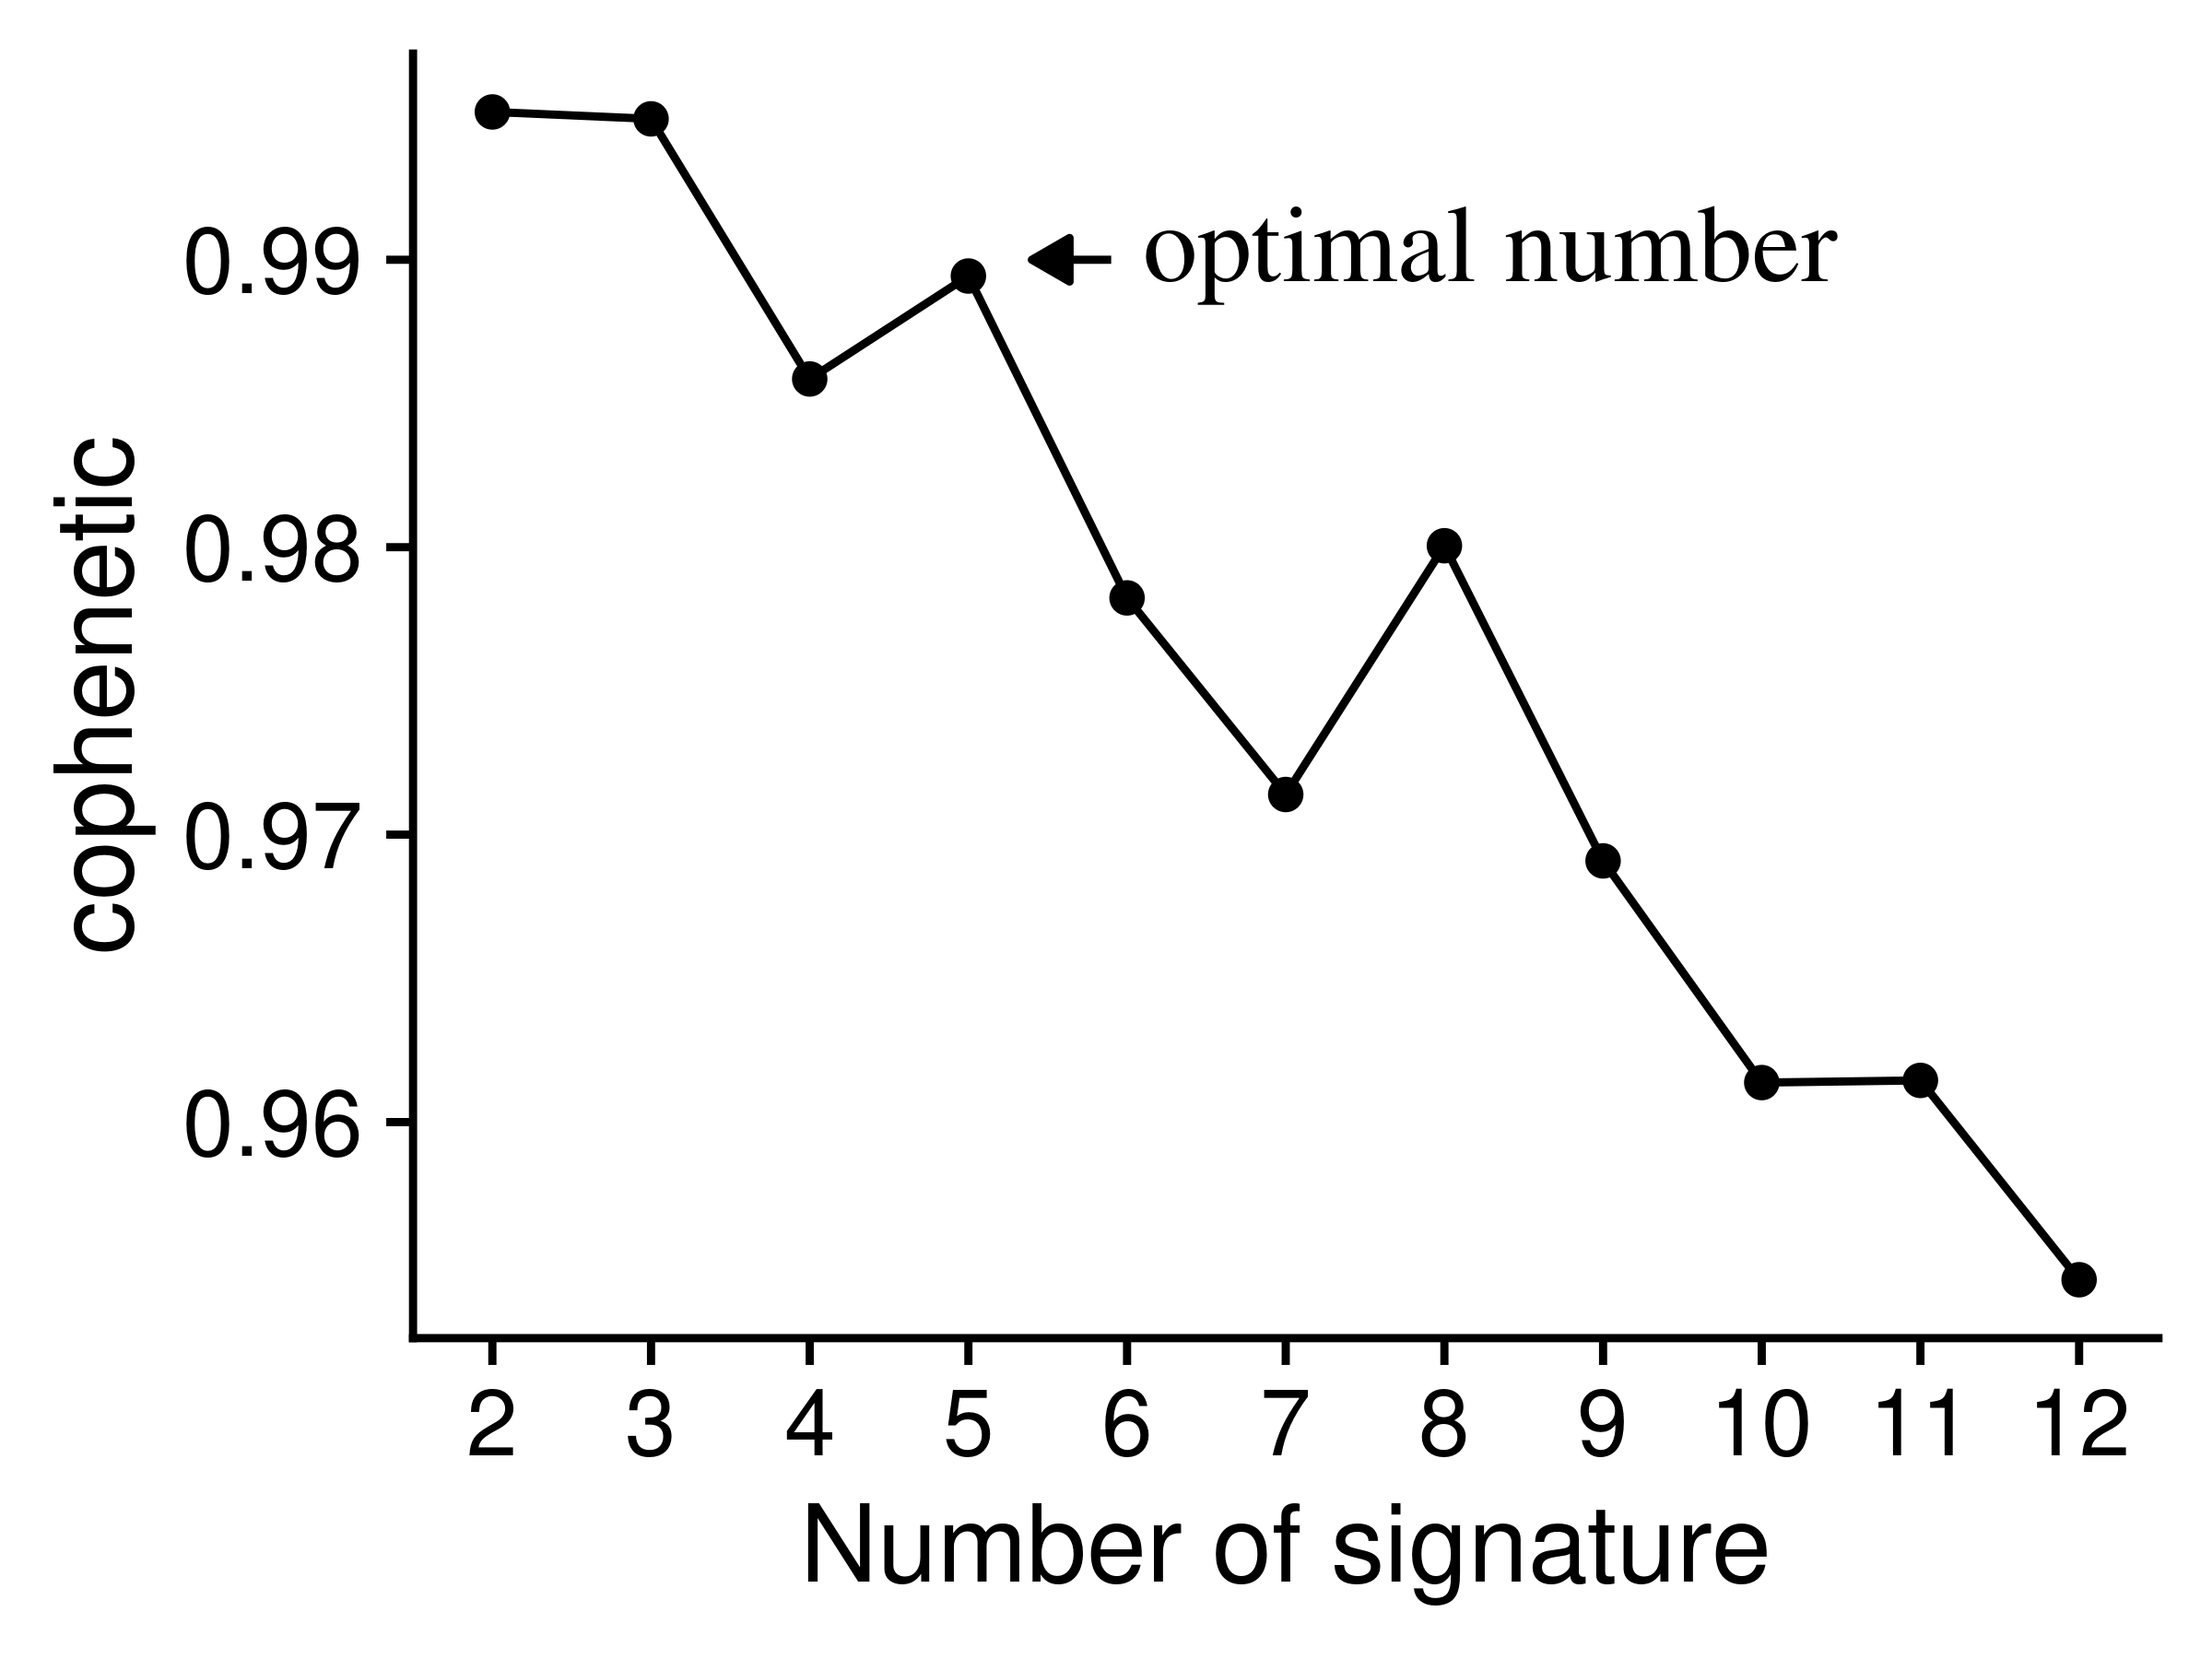 optimal number
0.99
0.98
0.97
0.96
cophenetic
2 3 4 5 6 7 8 9 10 11 12
Number of signature